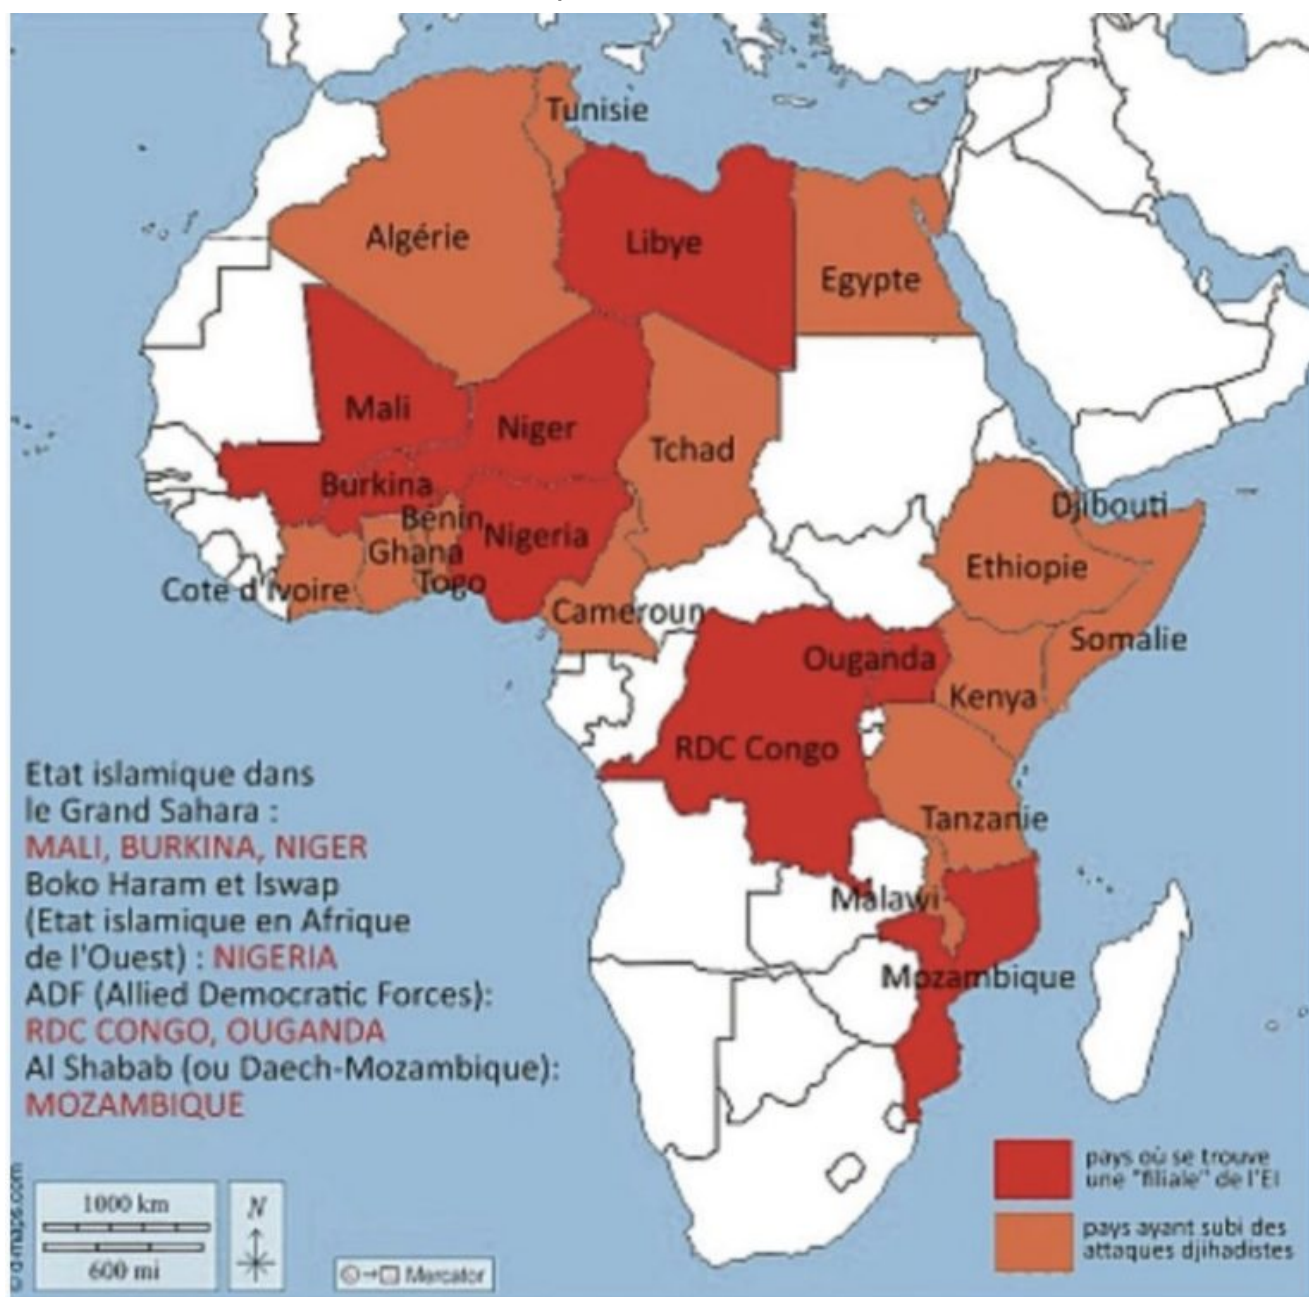 Tunisie
Algérie
Libye
Egypte
Mali
Niger
Tchad
Burkina
Bénin
Nigeria
Ghana
Togo
Cote d'Ivoire
Cameroun
Djibouti
Ethiopie
Somalie
Ouganda
Kenya
RDC Congo
Tanzanie
Malawi
Mozambique
Etat islamique dans
le Grand Sahara :
MALI, BURKINA, NIGER
Boko Haram et Iswap
(Etat islamique en Afrique
de l'Ouest) : NIGERIA
ADF (Allied Democratic Forces):
RDC CONGO, OUGANDA
Al Shabab (ou Daech-Mozambique):
MOZAMBIQUE
pays où se trouve
une "filiale" de l'EI
pays ayant subi des
attaques djihadistes
© d-maps.com
1000 km
600 mi
N
Mercator